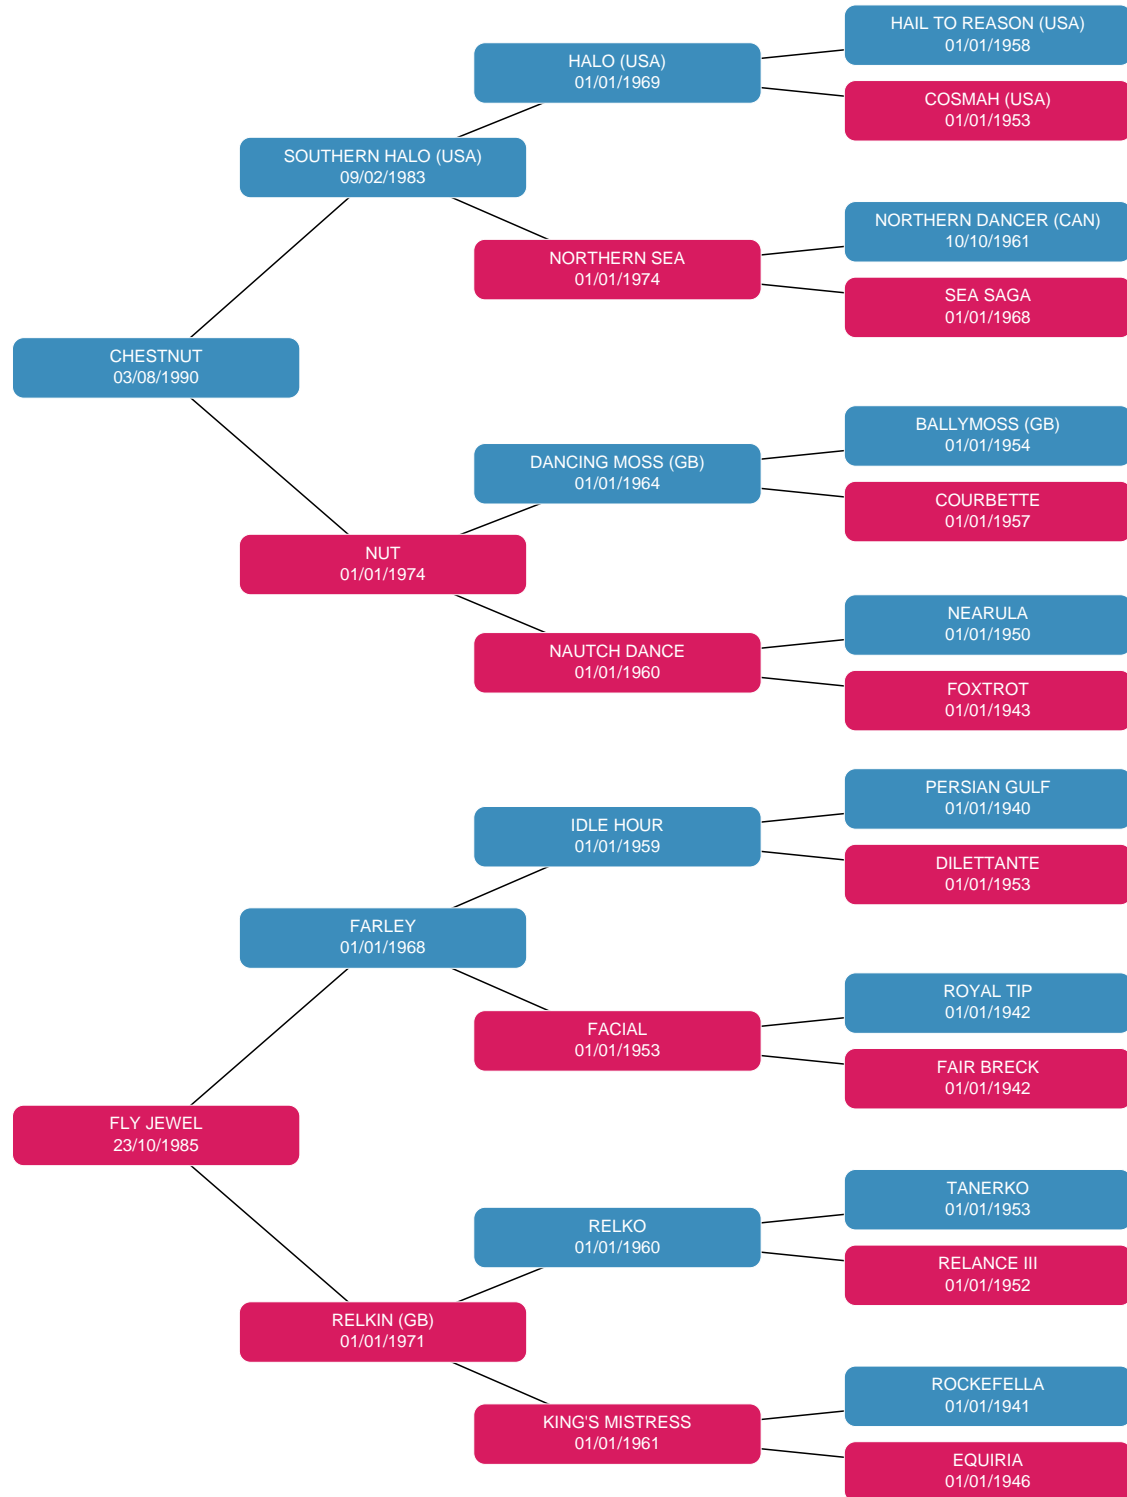 HAIL TO REASON (USA)
01/01/1958
HALO (USA)
01/01/1969
COSMAH (USA)
01/01/1953
SOUTHERN HALO (USA)
09/02/1983
NORTHERN DANCER (CAN)
10/10/1961
NORTHERN SEA
01/01/1974
SEA SAGA
01/01/1968
CHESTNUT
03/08/1990
BALLYMOSS (GB)
01/01/1954
DANCING MOSS (GB)
01/01/1964
COURBETTE
01/01/1957
NUT
01/01/1974
NEARULA
01/01/1950
NAUTCH DANCE
01/01/1960
FOXTROT
01/01/1943
PERSIAN GULF
01/01/1940
IDLE HOUR
01/01/1959
DILETTANTE
01/01/1953
FARLEY
01/01/1968
ROYAL TIP
01/01/1942
FACIAL
01/01/1953
FAIR BRECK
01/01/1942
FLY JEWEL
23/10/1985
TANERKO
01/01/1953
RELKO
01/01/1960
RELANCE III
01/01/1952
RELKIN (GB)
01/01/1971
ROCKEFELLA
01/01/1941
KING'S MISTRESS
01/01/1961
EQUIRIA
01/01/1946